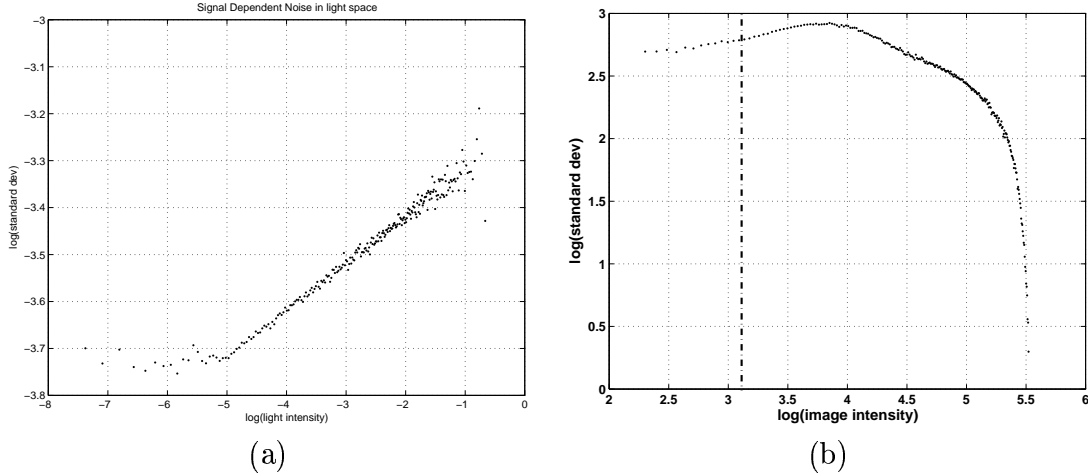 Signal Dependent Noise in light space
−3
−3.1
−3.2
−3.3
−3.4
−3.5
−3.6
−3.7
−3.8
log(standard dev)
−8 −7 −6 −5 −4 −3 −2 −1 0
log(light intensity)
(a)
3
2.5
2
1.5
1
0.5
0
log(standard dev)
2 2.5 3 3.5 4 4.5 5 5.5 6
log(image intensity)
(b)